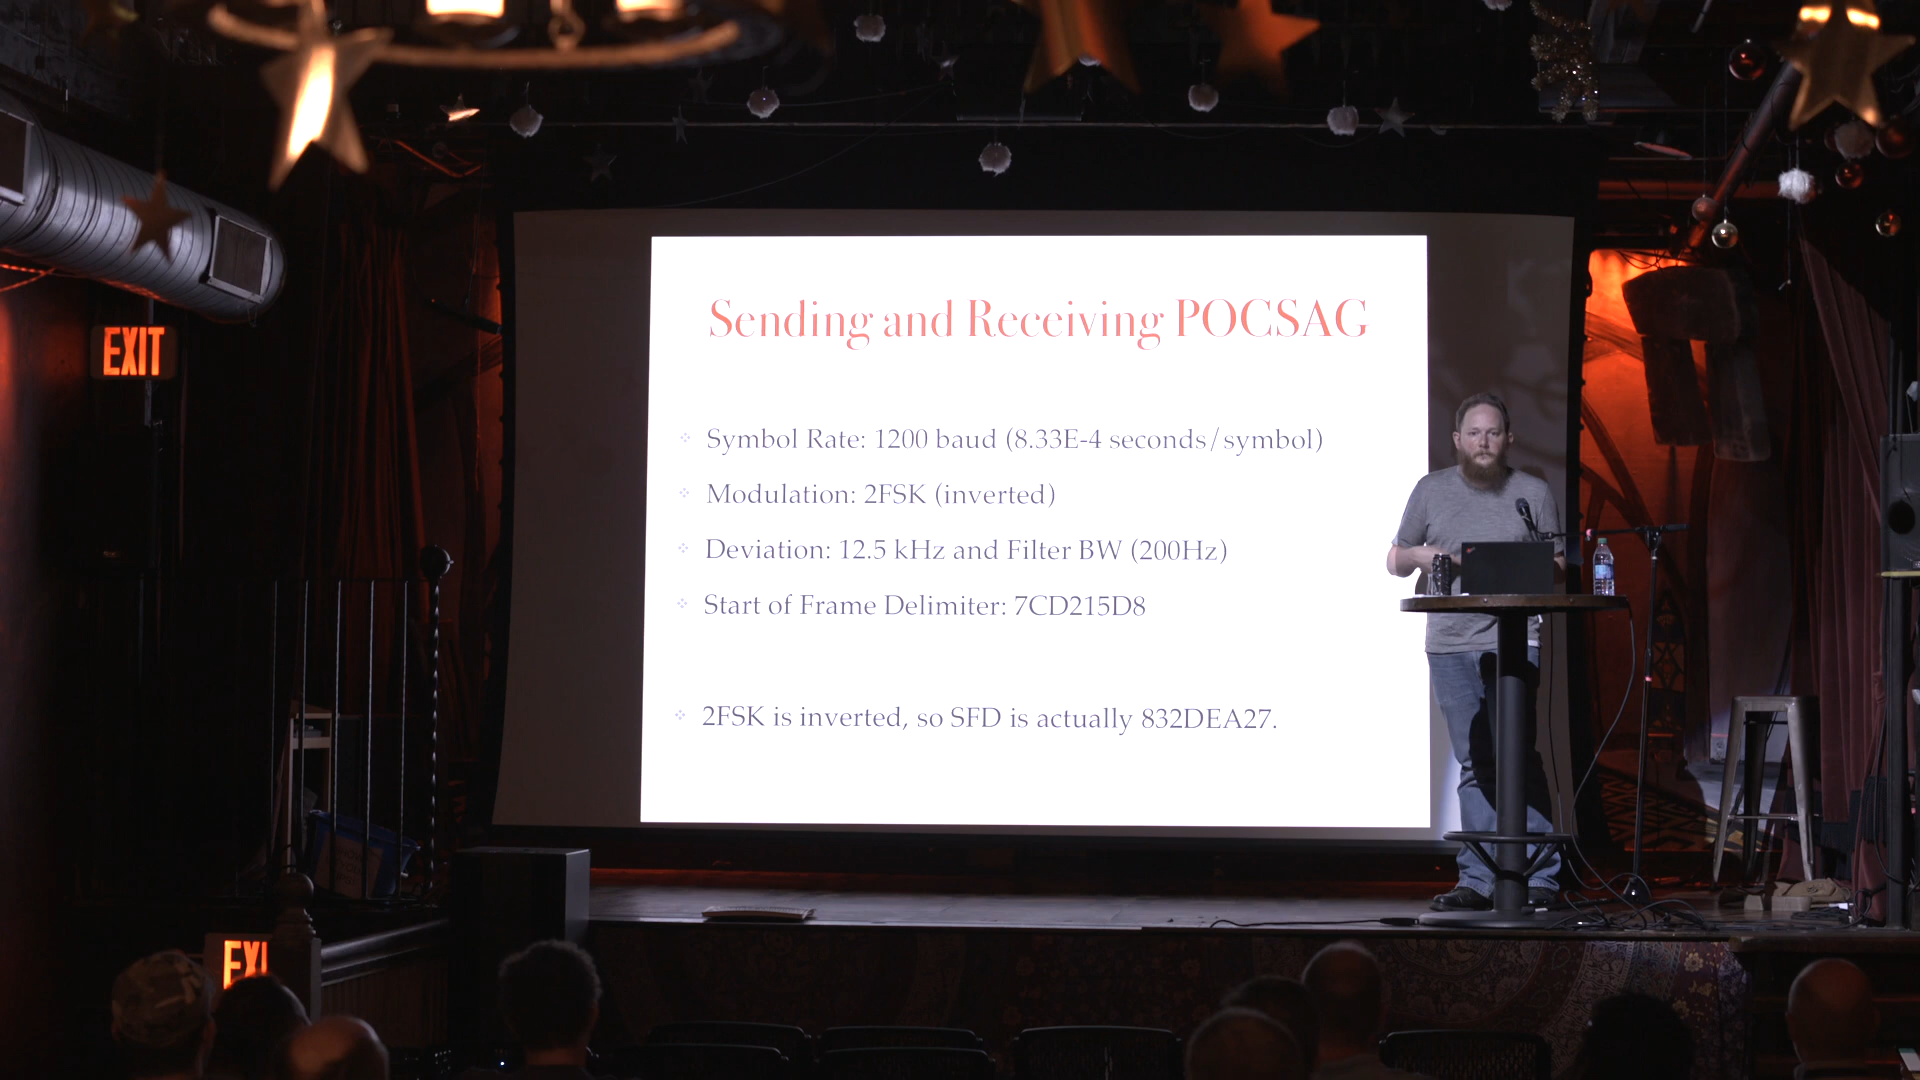 Sending and Receiving POCSAG
EXIT
Symbol Rate: 1200 baud (8.33E-4 seconds/symbol)
Modulation: 2FSK (inverted)
Deviation: 12.5 kHz and Filter BW (200Hz)
Start of Frame Delimiter: 7CD215D8
2FSK is inverted, so SFD is actually 832DEA27.
EXI